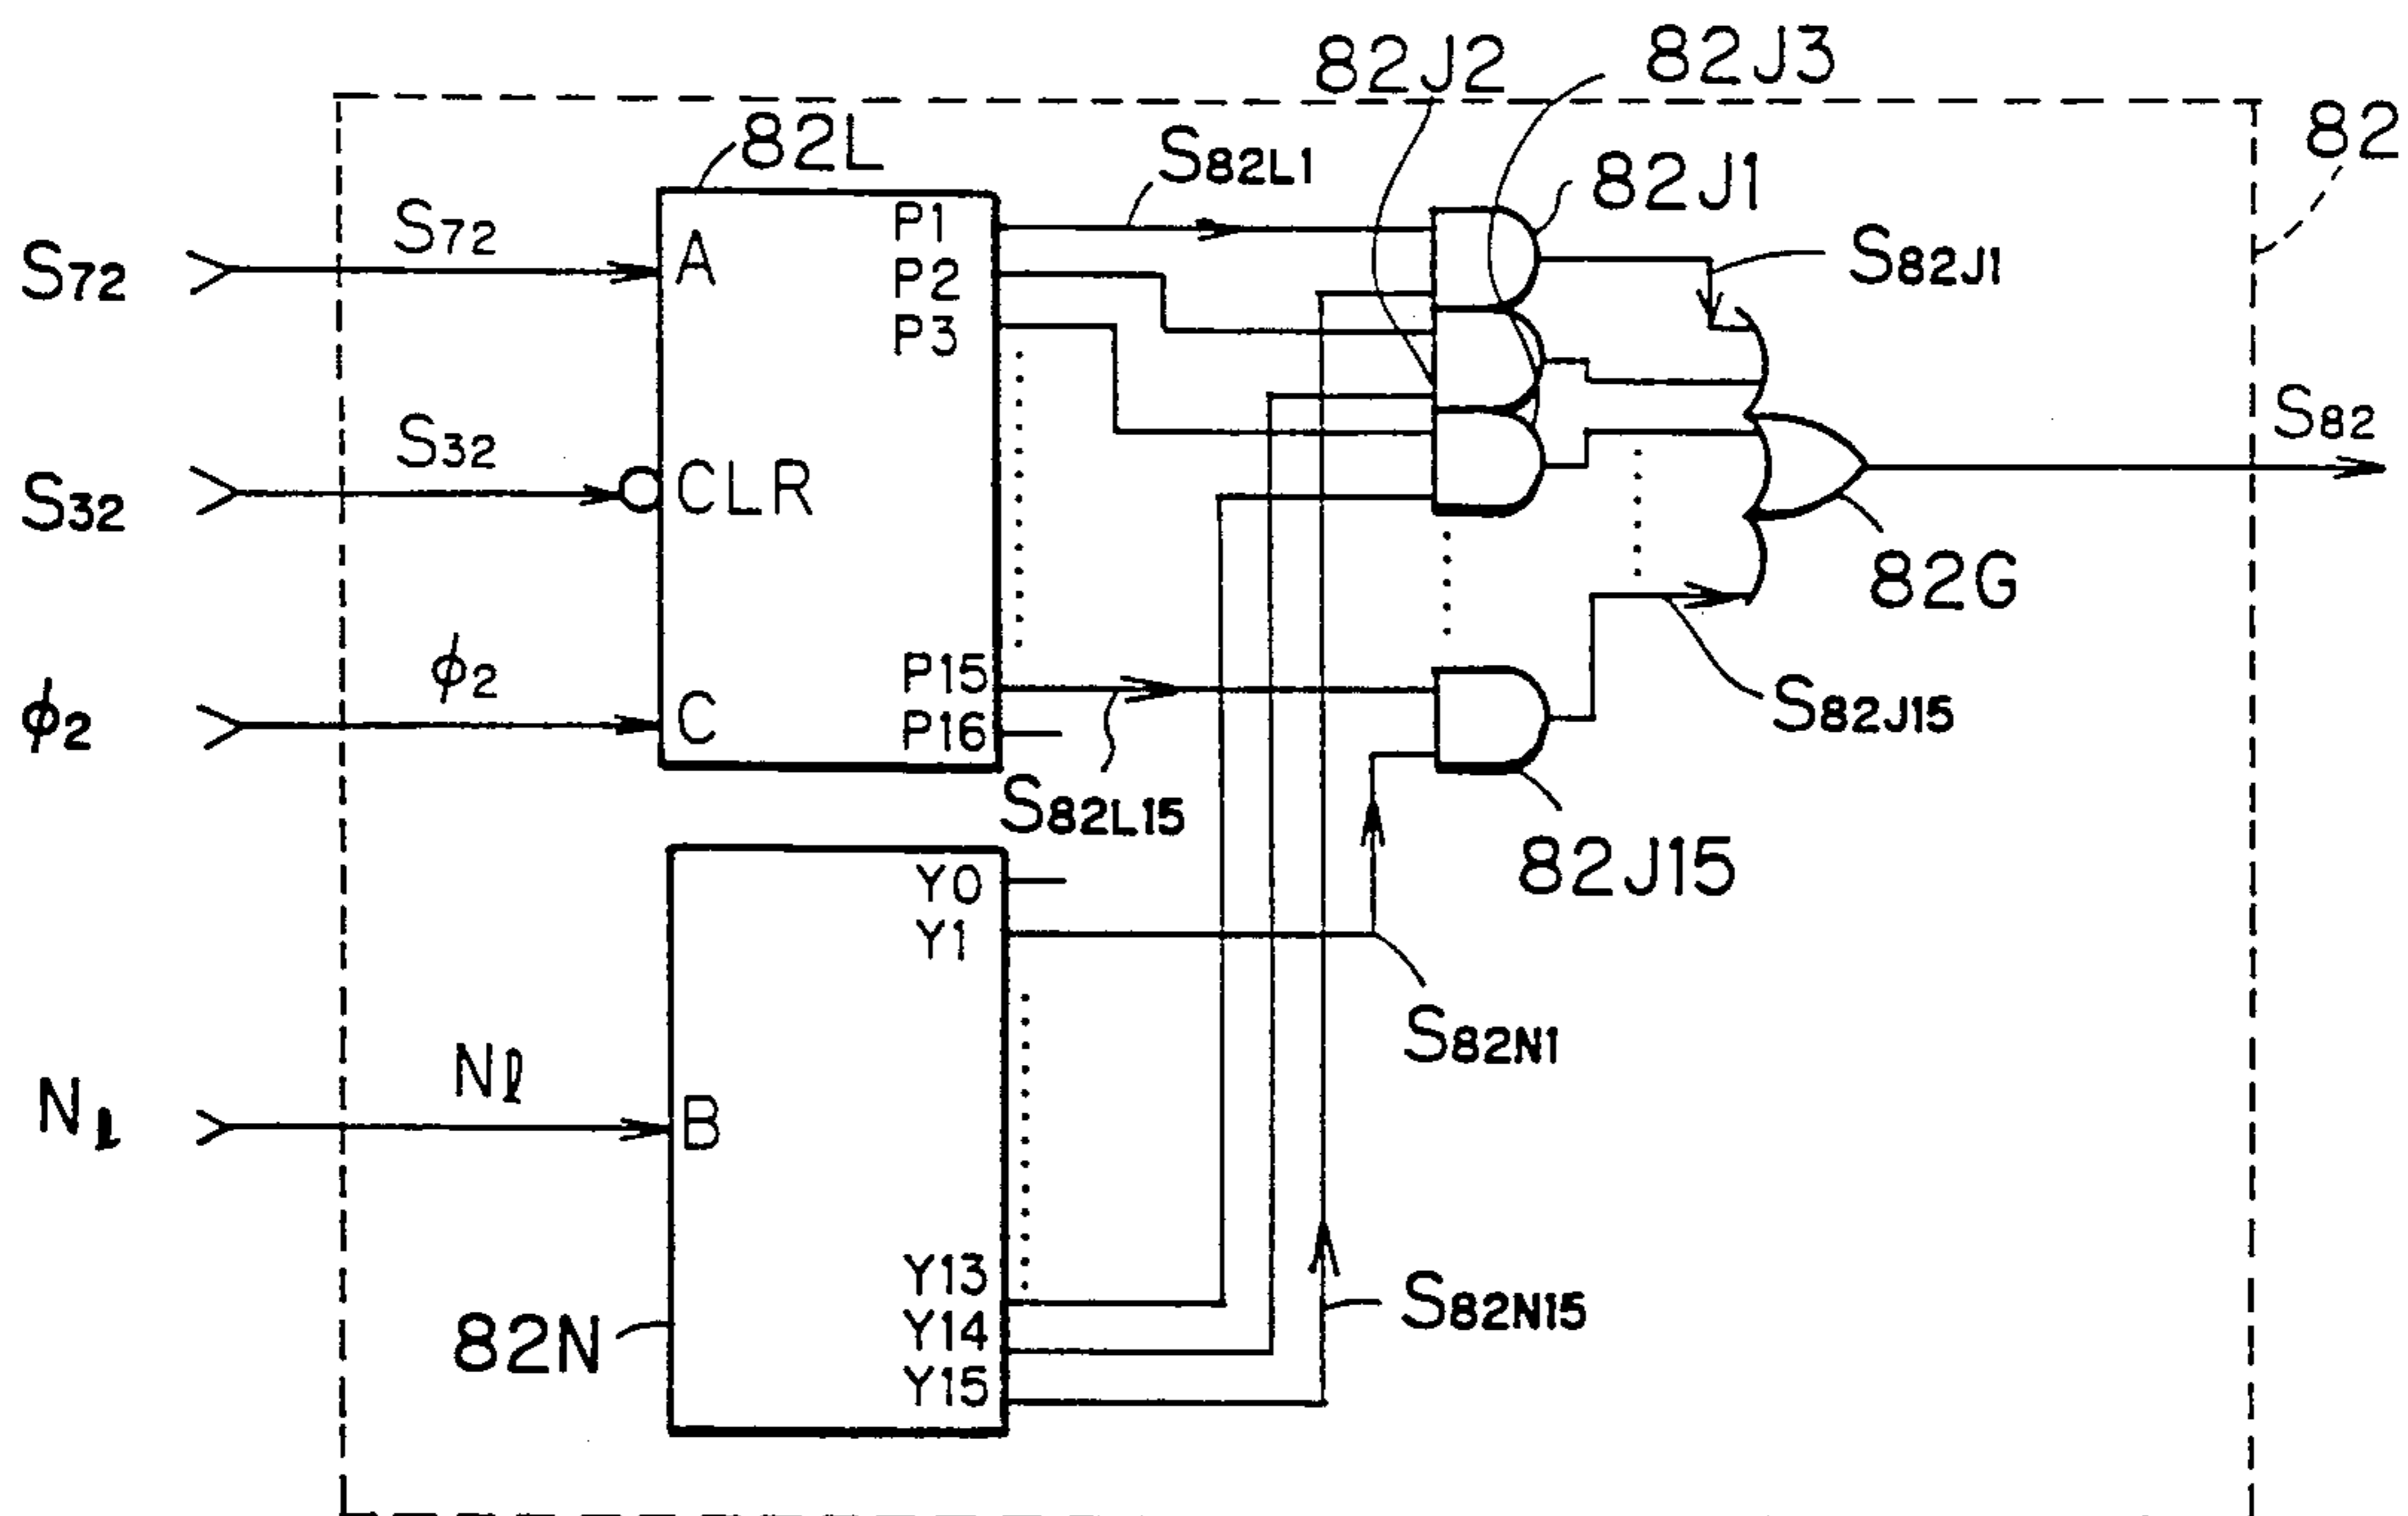 82J2 82J3
82
82L
S82L1
82J1
S72
S72
A
P1
P2
P3
S82J1
S32
S32
CLR
S82
82G
ϕ2
ϕ2
C
P15
P16
S82L15
S82J15
82J15
Y0
Y1
S82N1
Nℓ
Nℓ
B
Y13
Y14
Y15
82N
S82N15